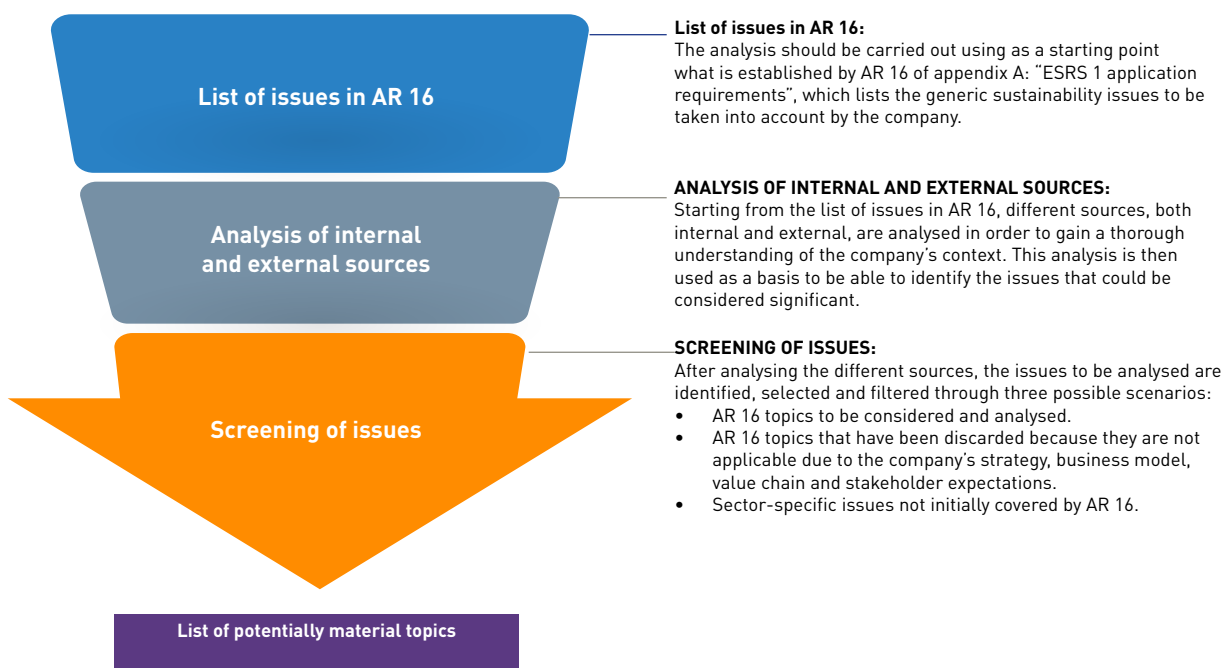 List of issues in AR 16
List of issues in AR 16:
The analysis should be carried out using as a starting point
what is established by AR 16 of appendix A: “ESRS 1 application
requirements”, which lists the generic sustainability issues to be
taken into account by the company.
Analysis of internal
and external sources
ANALYSIS OF INTERNAL AND EXTERNAL SOURCES:
Starting from the list of issues in AR 16, different sources, both
internal and external, are analysed in order to gain a thorough
understanding of the company’s context. This analysis is then
used as a basis to be able to identify the issues that could be
considered significant.
Screening of issues
SCREENING OF ISSUES:
After analysing the different sources, the issues to be analysed are
identified, selected and filtered through three possible scenarios:
• AR 16 topics to be considered and analysed.
• AR 16 topics that have been discarded because they are not
applicable due to the company’s strategy, business model,
value chain and stakeholder expectations.
• Sector-specific issues not initially covered by AR 16.
List of potentially material topics